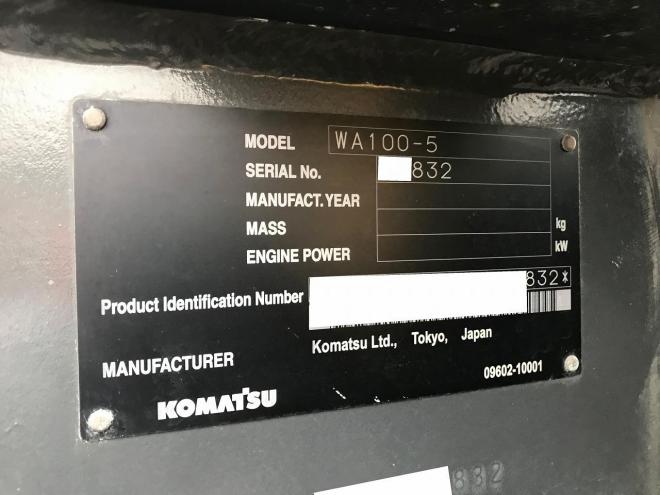 MODEL WA100-5
SERIAL No. 832
MANUFACT. YEAR
MASS kg
ENGINE POWER kW
Product Identification Number 832*
MANUFACTURER Komatsu Ltd., Tokyo, Japan
KOMATSU 09602-10001
832